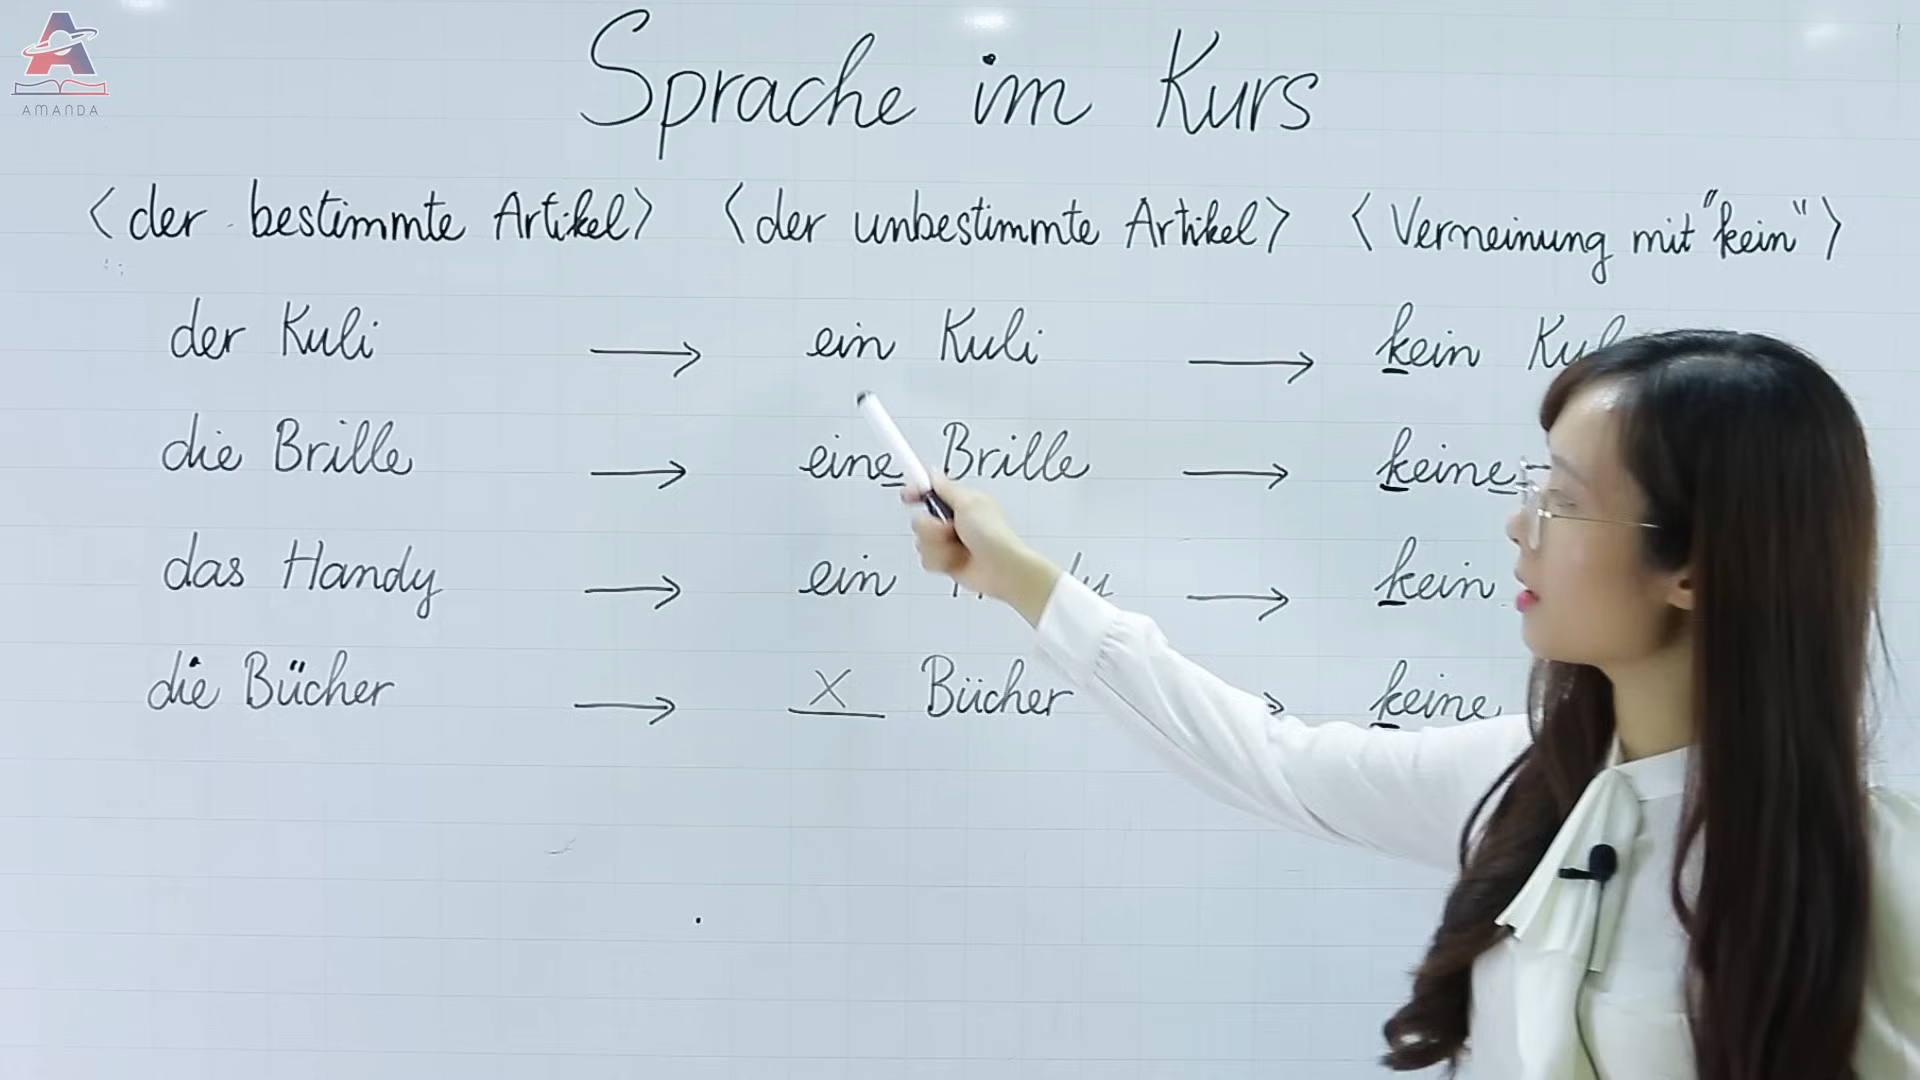 AMANDA
Sprache im Kurs
<der bestimmte Artikel> <der unbestimmte Artikel> <Verneinung mit "kein">
der Kuli → ein Kuli → kein
die Brille → eine Brille → keine
das Handy → ein → kein
die Bücher → X Bücher → keine